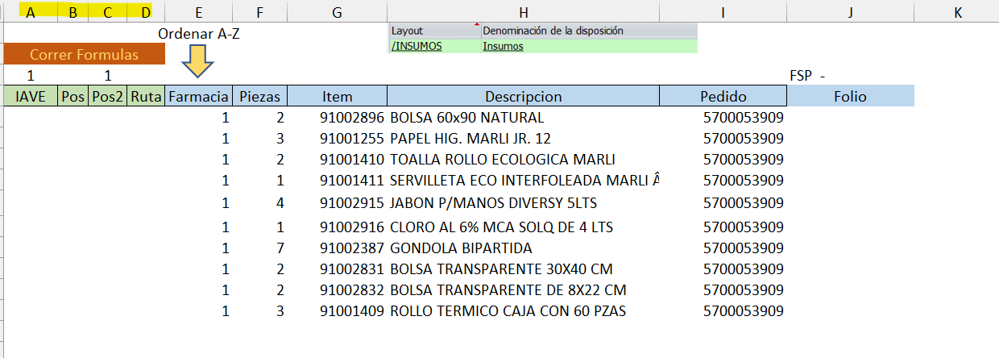 A B C D E F G H I J K
Ordenar A-Z
Layout Denominación de la disposición
/INSUMOS Insumos
Correr Formulas
1 1 FSP -
IAVE Pos Pos2 Ruta Farmacia Piezas Item Descripcion Pedido Folio
1 2 91002896 BOLSA 60x90 NATURAL 5700053909
1 3 91001255 PAPEL HIG. MARLI JR. 12 5700053909
1 2 91001410 TOALLA ROLLO ECOLOGICA MARLI 5700053909
1 1 91001411 SERVILLETA ECO INTERFOLEADA MARLI Â 5700053909
1 4 91002915 JABON P/MANOS DIVERSY 5LTS 5700053909
1 1 91002916 CLORO AL 6% MCA SOLQ DE 4 LTS 5700053909
1 7 91002387 GONDOLA BIPARTIDA 5700053909
1 2 91002831 BOLSA TRANSPARENTE 30X40 CM 5700053909
1 2 91002832 BOLSA TRANSPARENTE DE 8X22 CM 5700053909
1 3 91001409 ROLLO TERMICO CAJA CON 60 PZAS 5700053909